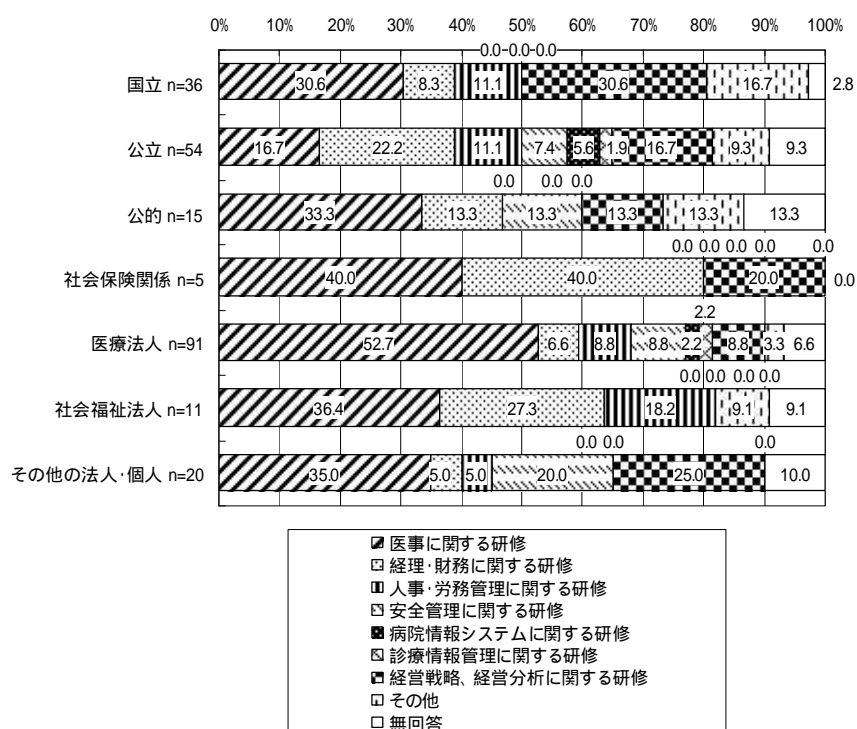 0% 10% 20% 30% 40% 50% 60% 70% 80% 90% 100%
0.0 0.0 0.0
国立 n=36 30.6 8.3 11.1 30.6 16.7 2.8
公立 n=54 16.7 22.2 11.1 7.4 5.6 1.9 16.7 9.3 9.3
0.0 0.0 0.0
公的 n=15 33.3 13.3 13.3 13.3 13.3 13.3
0.0 0.0 0.0 0.0 0.0
社会保険関係 n=5 40.0 40.0 20.0 0.0
2.2
医療法人 n=91 52.7 6.6 8.8 8.8 2.2 8.8 3.3 6.6
0.0 0.0 0.0 0.0
社会福祉法人 n=11 36.4 27.3 18.2 9.1 9.1
0.0 0.0 0.0
その他の法人・個人 n=20 35.0 5.0 5.0 20.0 25.0 10.0
医事に関する研修
経理・財務に関する研修
人事・労務管理に関する研修
安全管理に関する研修
病院情報システムに関する研修
診療情報管理に関する研修
経営戦略、経営分析に関する研修
その他
無回答